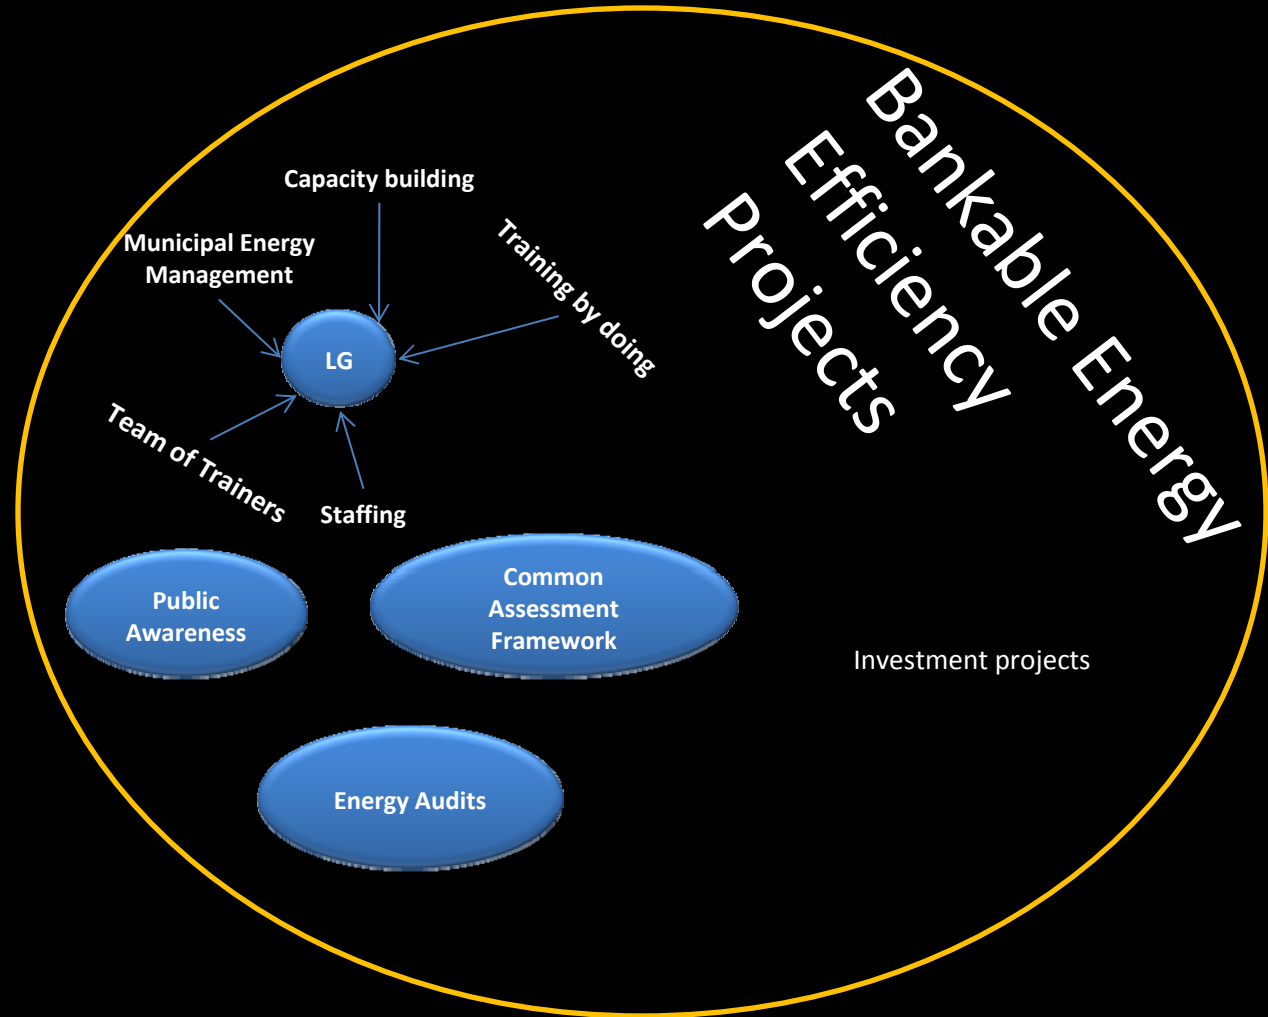 Bankable Energy
Efficiency
Projects
Capacity building
Municipal Energy
Management
Training by doing
LG
Team of Trainers
Staffing
Public
Awareness
Common
Assessment
Framework
Investment projects
Energy Audits